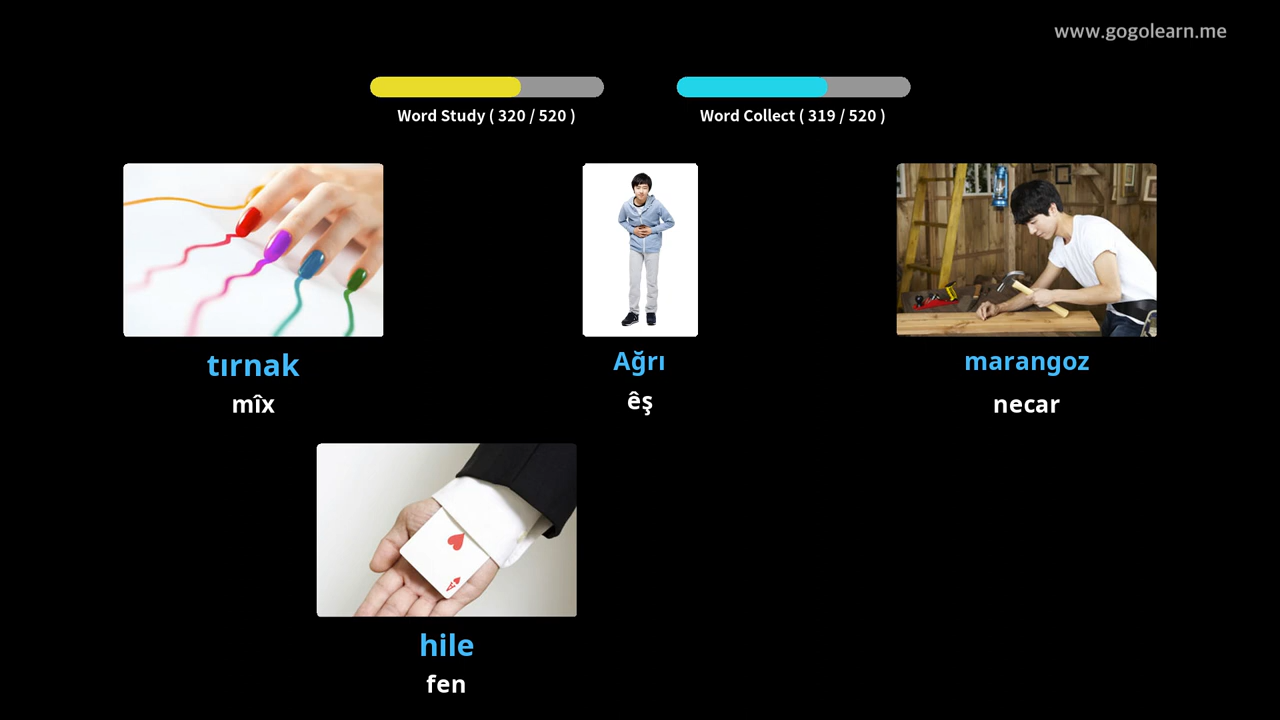 www.gogolearn.me
Word Study ( 320 / 520 )
Word Collect ( 319 / 520 )
tırnak
mîx
Ağrı
êş
marangoz
necar
hile
fen